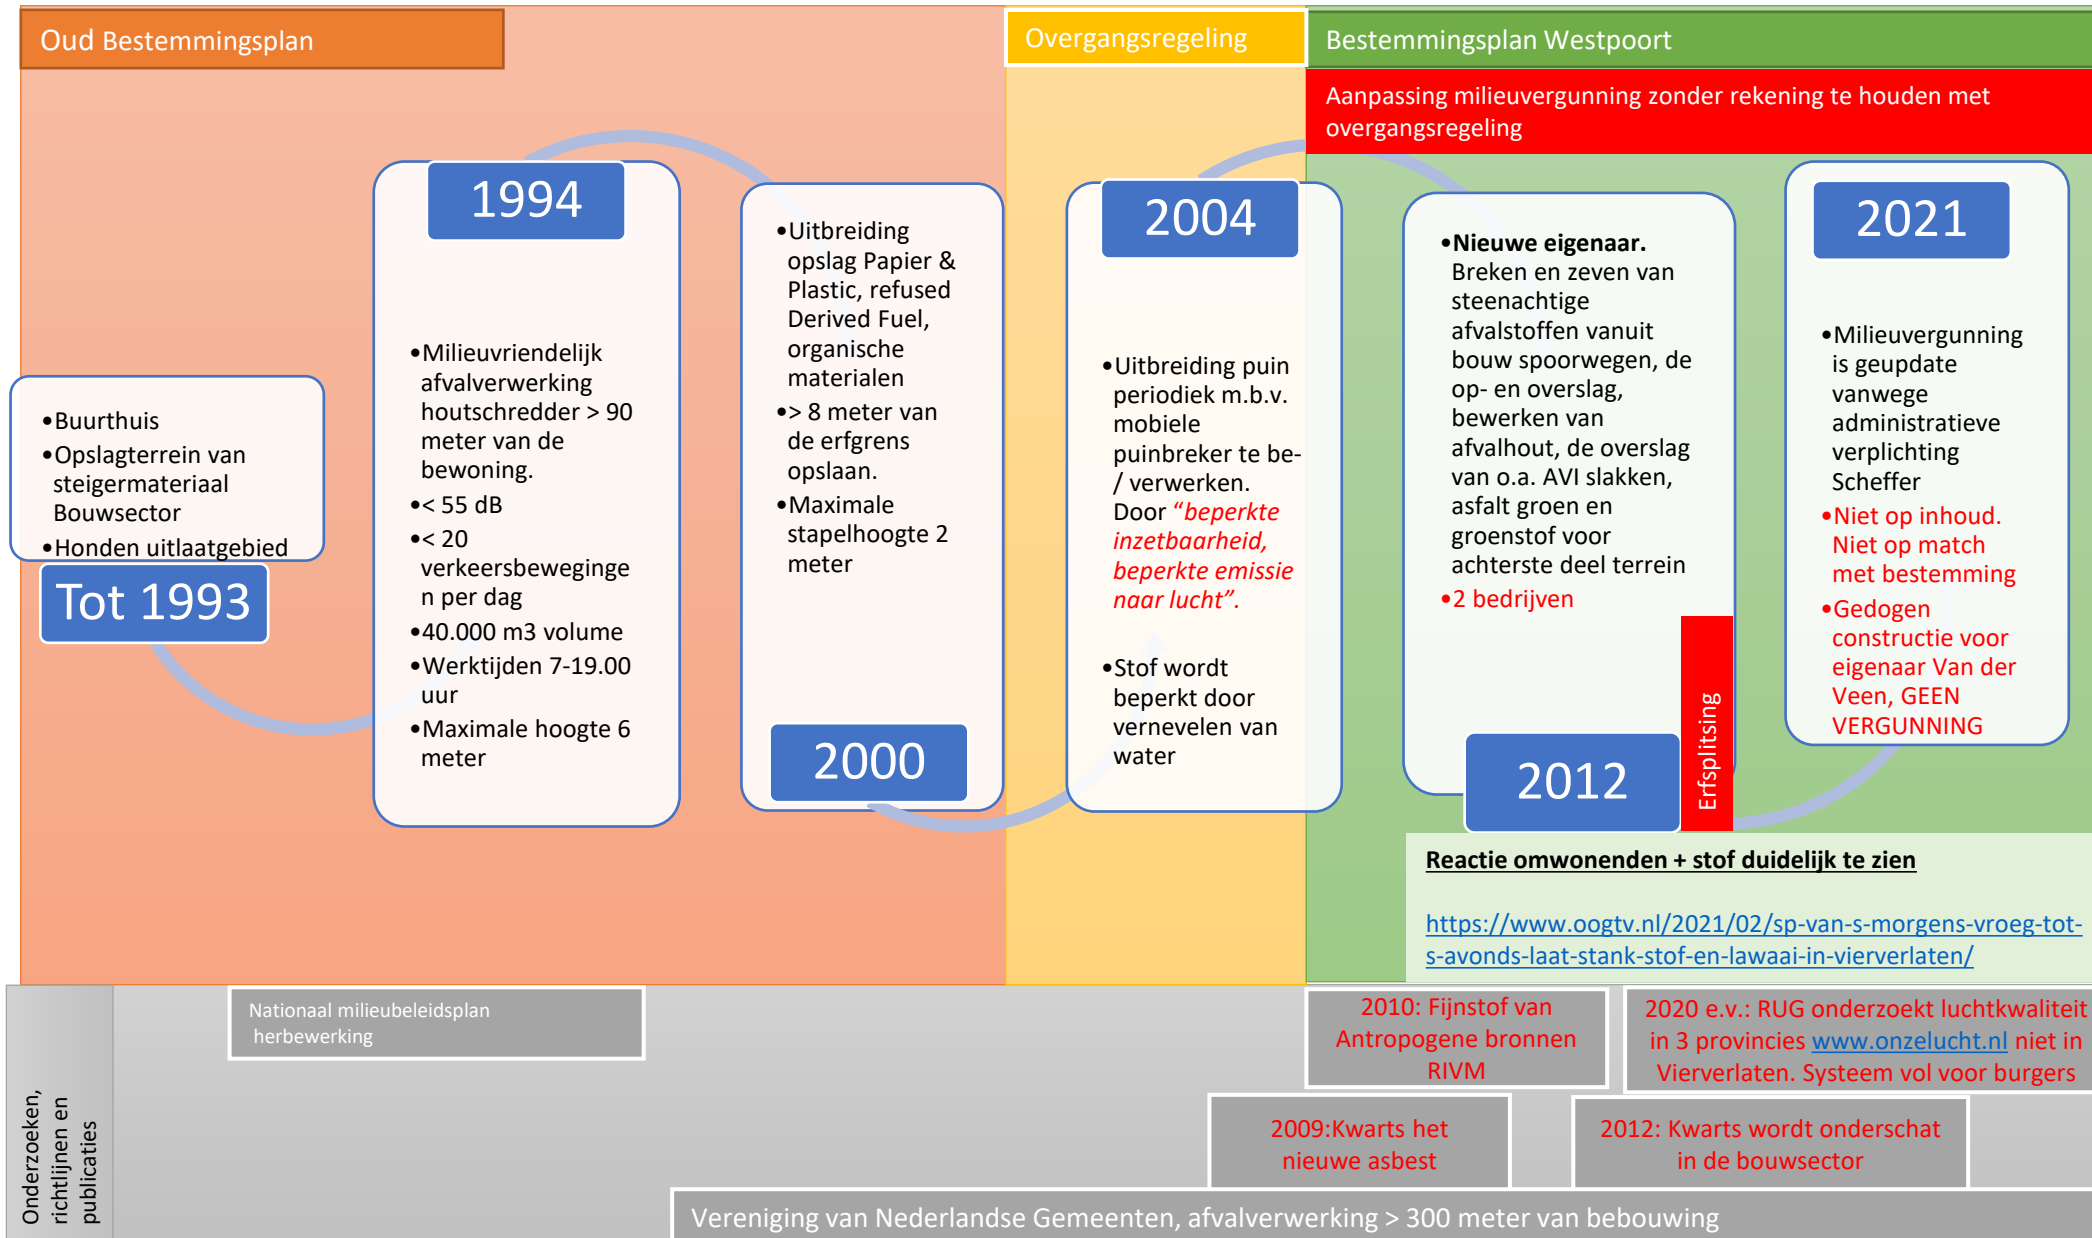 Oud Bestemmingsplan
Overgangsregeling
Bestemmingsplan Westpoort
Aanpassing milieuvergunning zonder rekening te houden met
overgangsregeling
•Buurthuis
•Opslagterrein van
steigermateriaal
Bouwsector
•Honden uitlaatgebied
Tot 1993
1994
•Milieuvriendelijk
afvalverwerking
houtschredder > 90
meter van de
bewoning.
•< 55 dB
•< 20
verkeersbeweginge
n per dag
•40.000 m3 volume
•Werktijden 7-19.00
uur
•Maximale hoogte 6
meter
•Uitbreiding
opslag Papier &
Plastic, refused
Derived Fuel,
organische
materialen
•> 8 meter van
de erfgrens
opslaan.
•Maximale
stapelhoogte 2
meter
2000
2004
•Uitbreiding puin
periodiek m.b.v.
mobiele
puinbreker te be-
/ verwerken.
Door “beperkte
inzetbaarheid,
beperkte emissie
naar lucht”.
•Stof wordt
beperkt door
vernevelen van
water
•Nieuwe eigenaar.
Breken en zeven van
steenachtige
afvalstoffen vanuit
bouw spoorwegen, de
op- en overslag,
bewerken van
afvalhout, de overslag
van o.a. AVI slakken,
asfalt groen en
groenstof voor
achterste deel terrein
•2 bedrijven
2012
Erfsplitsing
2021
•Milieuvergunning
is geupdate
vanwege
administratieve
verplichting
Scheffer
•Niet op inhoud.
Niet op match
met bestemming
•Gedogen
constructie voor
eigenaar Van der
Veen, GEEN
VERGUNNING
Reactie omwonenden + stof duidelijk te zien
https://www.oogtv.nl/2021/02/sp-van-s-morgens-vroeg-tot-
s-avonds-laat-stank-stof-en-lawaai-in-vierverlaten/
Onderzoeken,
richtlijnen en
publicaties
Nationaal milieubeleidsplan
herbewerking
2010: Fijnstof van
Antropogene bronnen
RIVM
2020 e.v.: RUG onderzoekt luchtkwaliteit
in 3 provincies www.onzelucht.nl niet in
Vierverlaten. Systeem vol voor burgers
2009:Kwarts het
nieuwe asbest
2012: Kwarts wordt onderschat
in de bouwsector
Vereniging van Nederlandse Gemeenten, afvalverwerking > 300 meter van bebouwing